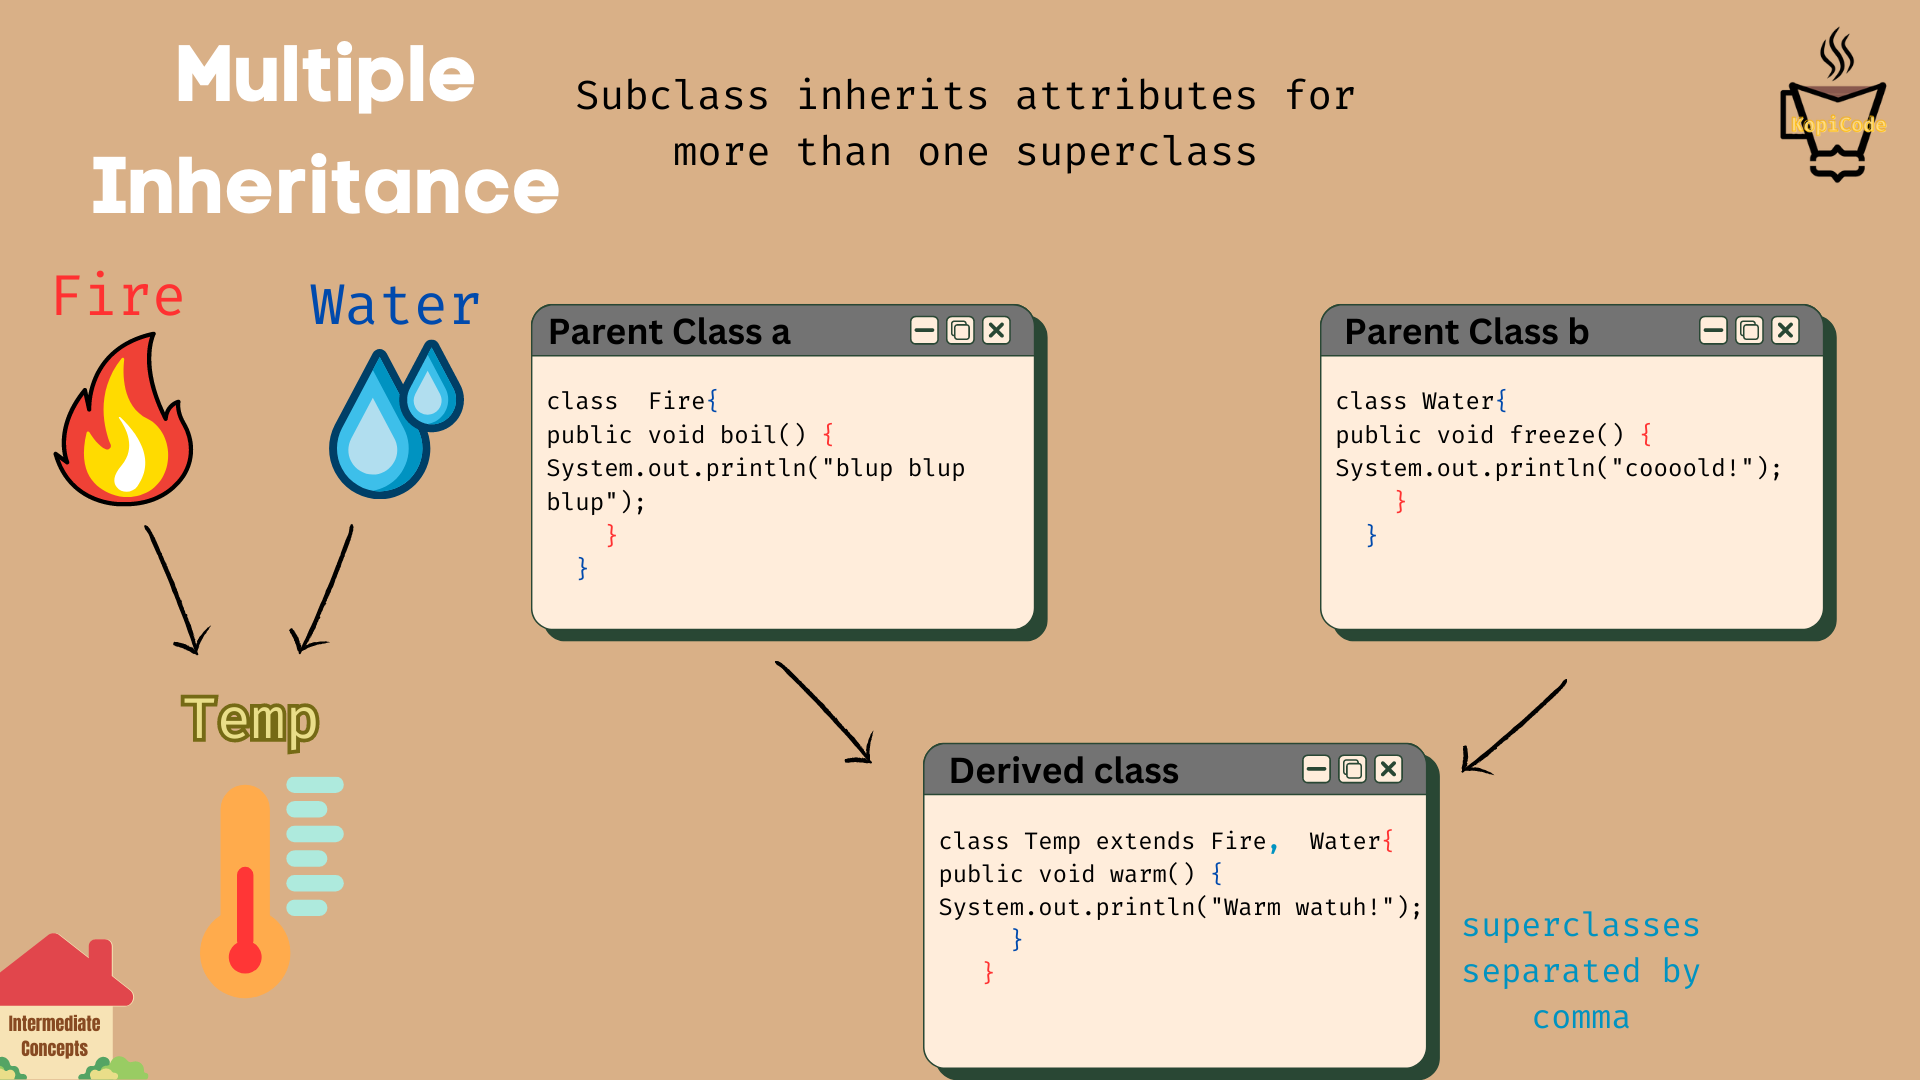 Multiple
Inheritance
Subclass inherits attributes for
more than one superclass
KopiCode
Fire
Water
Temp
Parent Class a
class  Fire{
public void boil() {
System.out.println("blup blup
blup");
}
}
Parent Class b
class Water{
public void freeze() {
System.out.println("coooold!");
}
}
Derived class
class Temp extends Fire,  Water{
public void warm() {
System.out.println("Warm watuh!");
}
}
superclasses
separated by
comma
Intermediate
Concepts